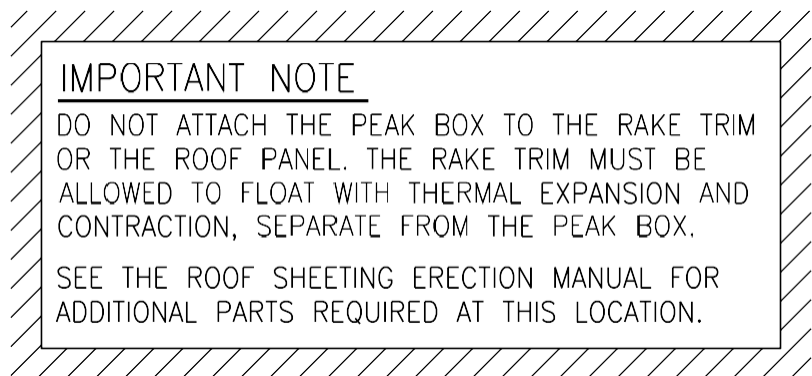 IMPORTANT NOTE
DO NOT ATTACH THE PEAK BOX TO THE RAKE TRIM
OR THE ROOF PANEL. THE RAKE TRIM MUST BE
ALLOWED TO FLOAT WITH THERMAL EXPANSION AND
CONTRACTION, SEPARATE FROM THE PEAK BOX.
SEE THE ROOF SHEETING ERECTION MANUAL FOR
ADDITIONAL PARTS REQUIRED AT THIS LOCATION.